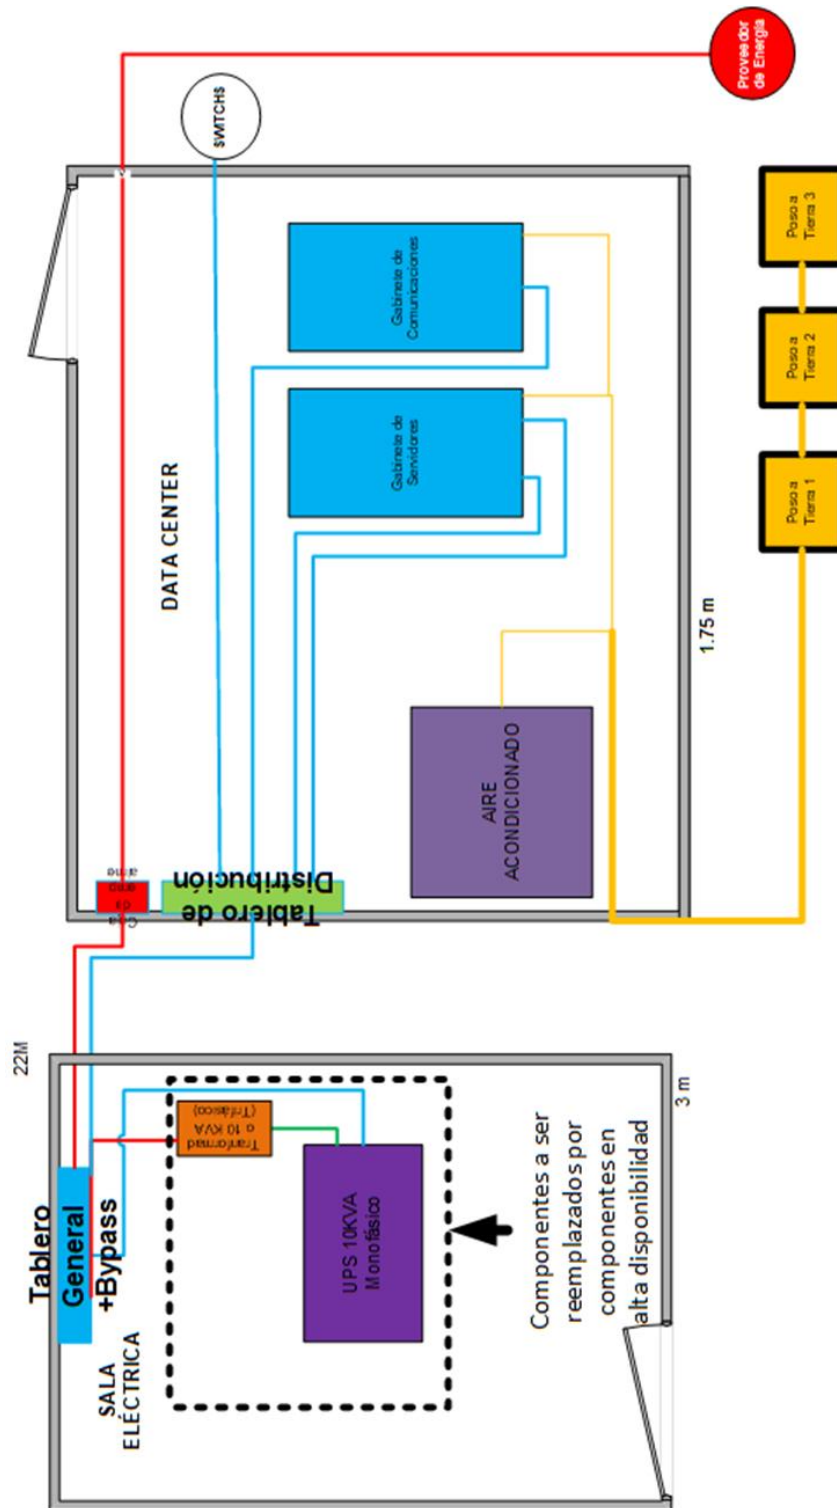 Proveedor
de Energía
SWITCHS
Gabinete de
Comunicaciones
Gabinete de
Servidores
DATA CENTER
Poso a
Tierra 3
Poso a
Tierra 2
Poso a
Tierra 1
1.75 m
AIRE
ACONDICIONADO
Tablero de
Distribución
22M
Tablero
General
+Bypass
SALA
ELÉCTRICA
Tranformad
o 10 KVA
(Trifásico)
UPS 10KVA
Monofásico
3 m
Componentes a ser
reemplazados por
componentes en
alta disponibilidad